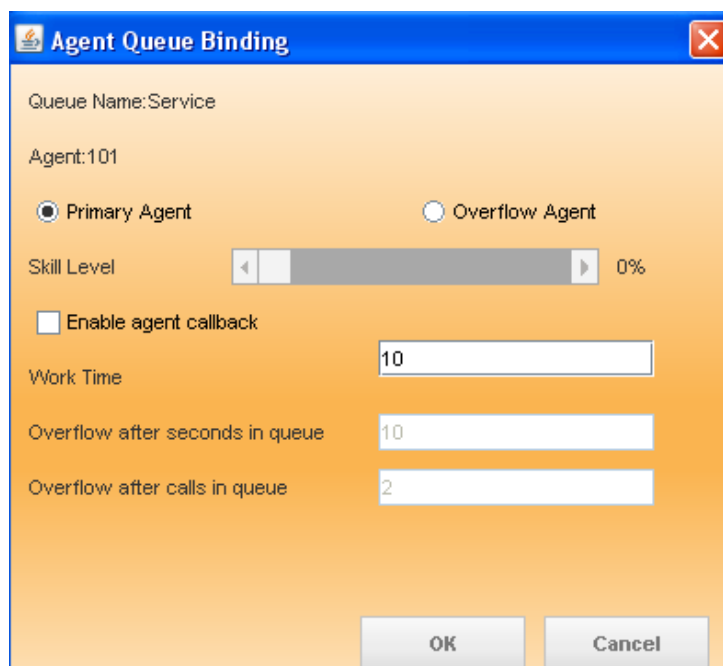 Agent Queue Binding
Queue Name:Service
Agent:101
Primary Agent Overflow Agent
Skill Level 0%
Enable agent callback
Work Time 10
Overflow after seconds in queue 10
Overflow after calls in queue 2
OK Cancel